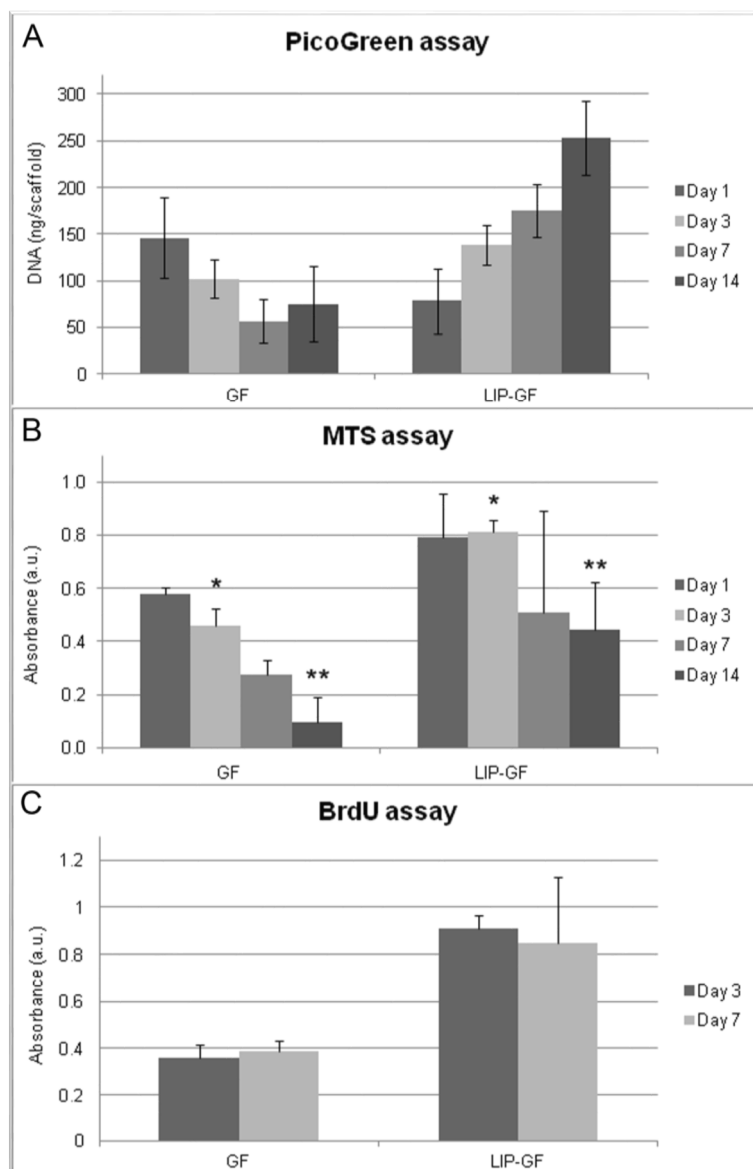 A
PicoGreen assay
DNA (ng/scaffold)
300
250
200
150
100
50
0
GF
LIP-GF
Day 1
Day 3
Day 7
Day 14
B
MTS assay
Absorbance (a.u.)
1.0
0.8
0.6
0.4
0.2
0.0
*
**
*
**
GF
LIP-GF
Day 1
Day 3
Day 7
Day 14
C
BrdU assay
Absorbance (a.u.)
1.2
1
0.8
0.6
0.4
0.2
0
GF
LIP-GF
Day 3
Day 7